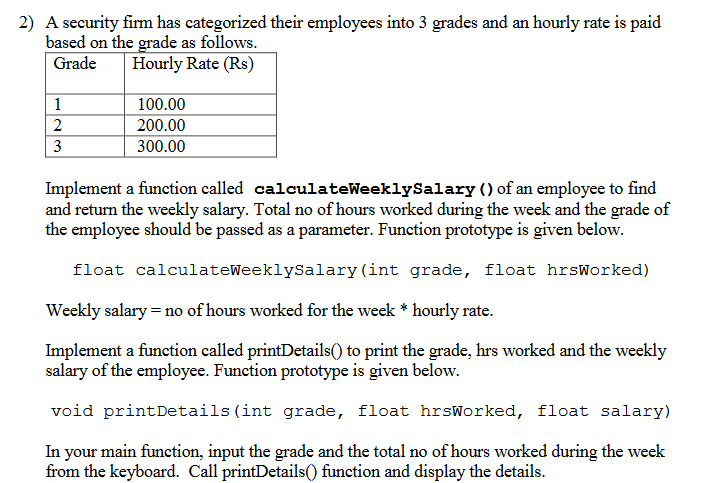 2) A security firm has categorized their employees into 3 grades and an hourly rate is paid
based on the grade as follows.
Grade Hourly Rate (Rs)
1 100.00
2 200.00
3 300.00
Implement a function called calculateWeeklySalary() of an employee to find
and return the weekly salary. Total no of hours worked during the week and the grade of
the employee should be passed as a parameter. Function prototype is given below.
float calculateWeeklySalary(int grade, float hrsWorked)
Weekly salary = no of hours worked for the week * hourly rate.
Implement a function called printDetails() to print the grade, hrs worked and the weekly
salary of the employee. Function prototype is given below.
void printDetails(int grade, float hrsWorked, float salary)
In your main function, input the grade and the total no of hours worked during the week
from the keyboard. Call printDetails() function and display the details.